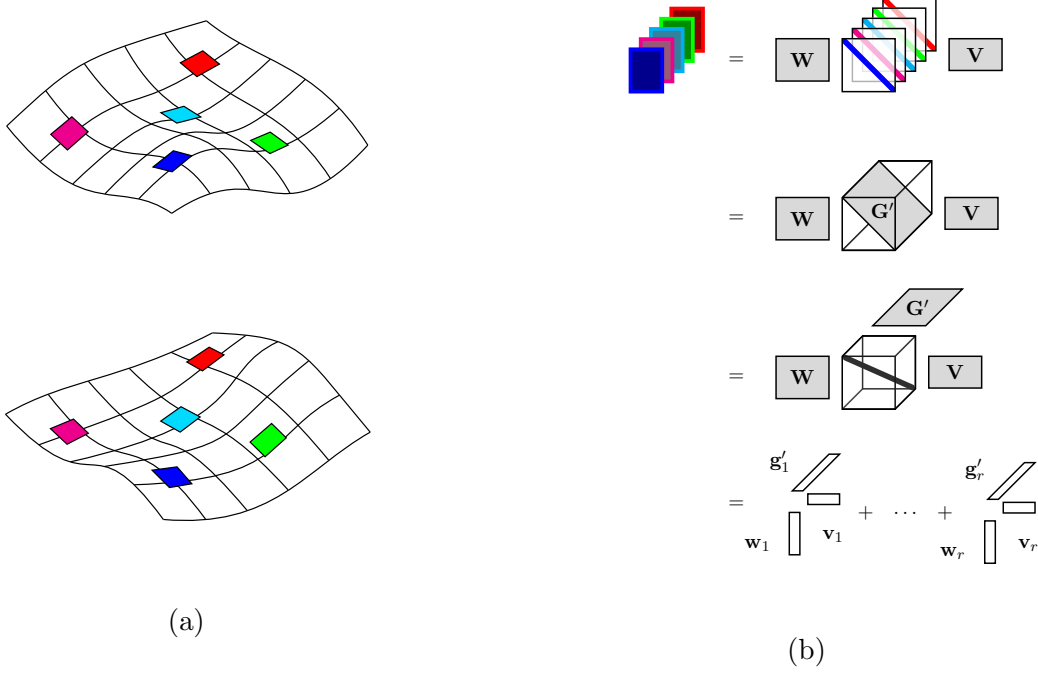 = W V
= W G′ V
G′
= W V
g′₁ g′ᵣ
= + ⋯ +
w₁ v₁ wᵣ vᵣ
(a)
(b)